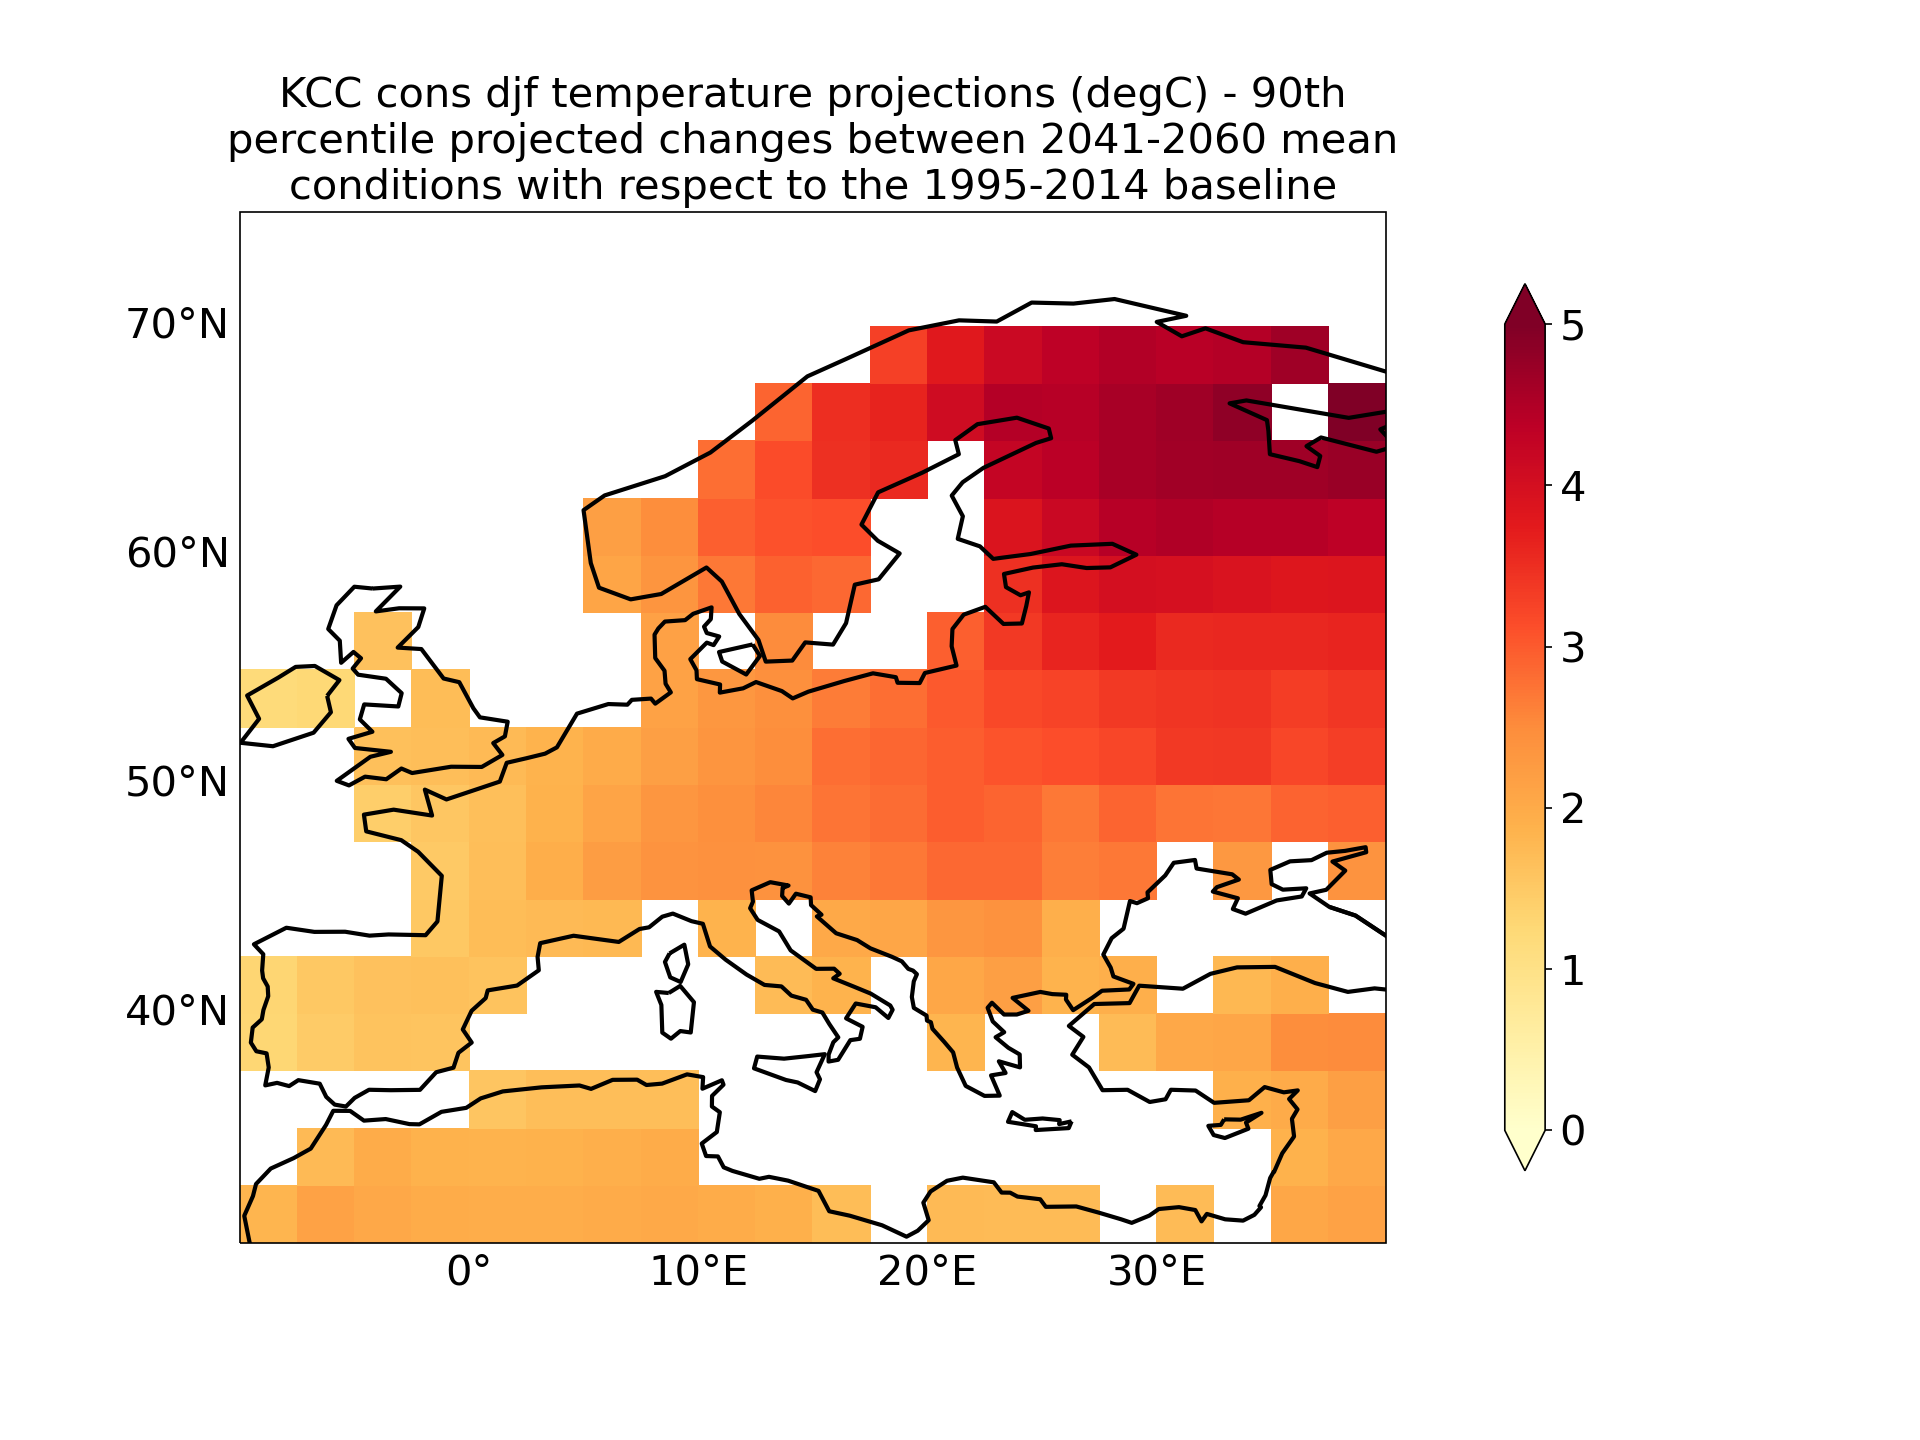 KCC cons djf temperature projections (degC) - 90th
percentile projected changes between 2041-2060 mean
conditions with respect to the 1995-2014 baseline
70°N
60°N
50°N
40°N
0°
10°E
20°E
30°E
5
4
3
2
1
0